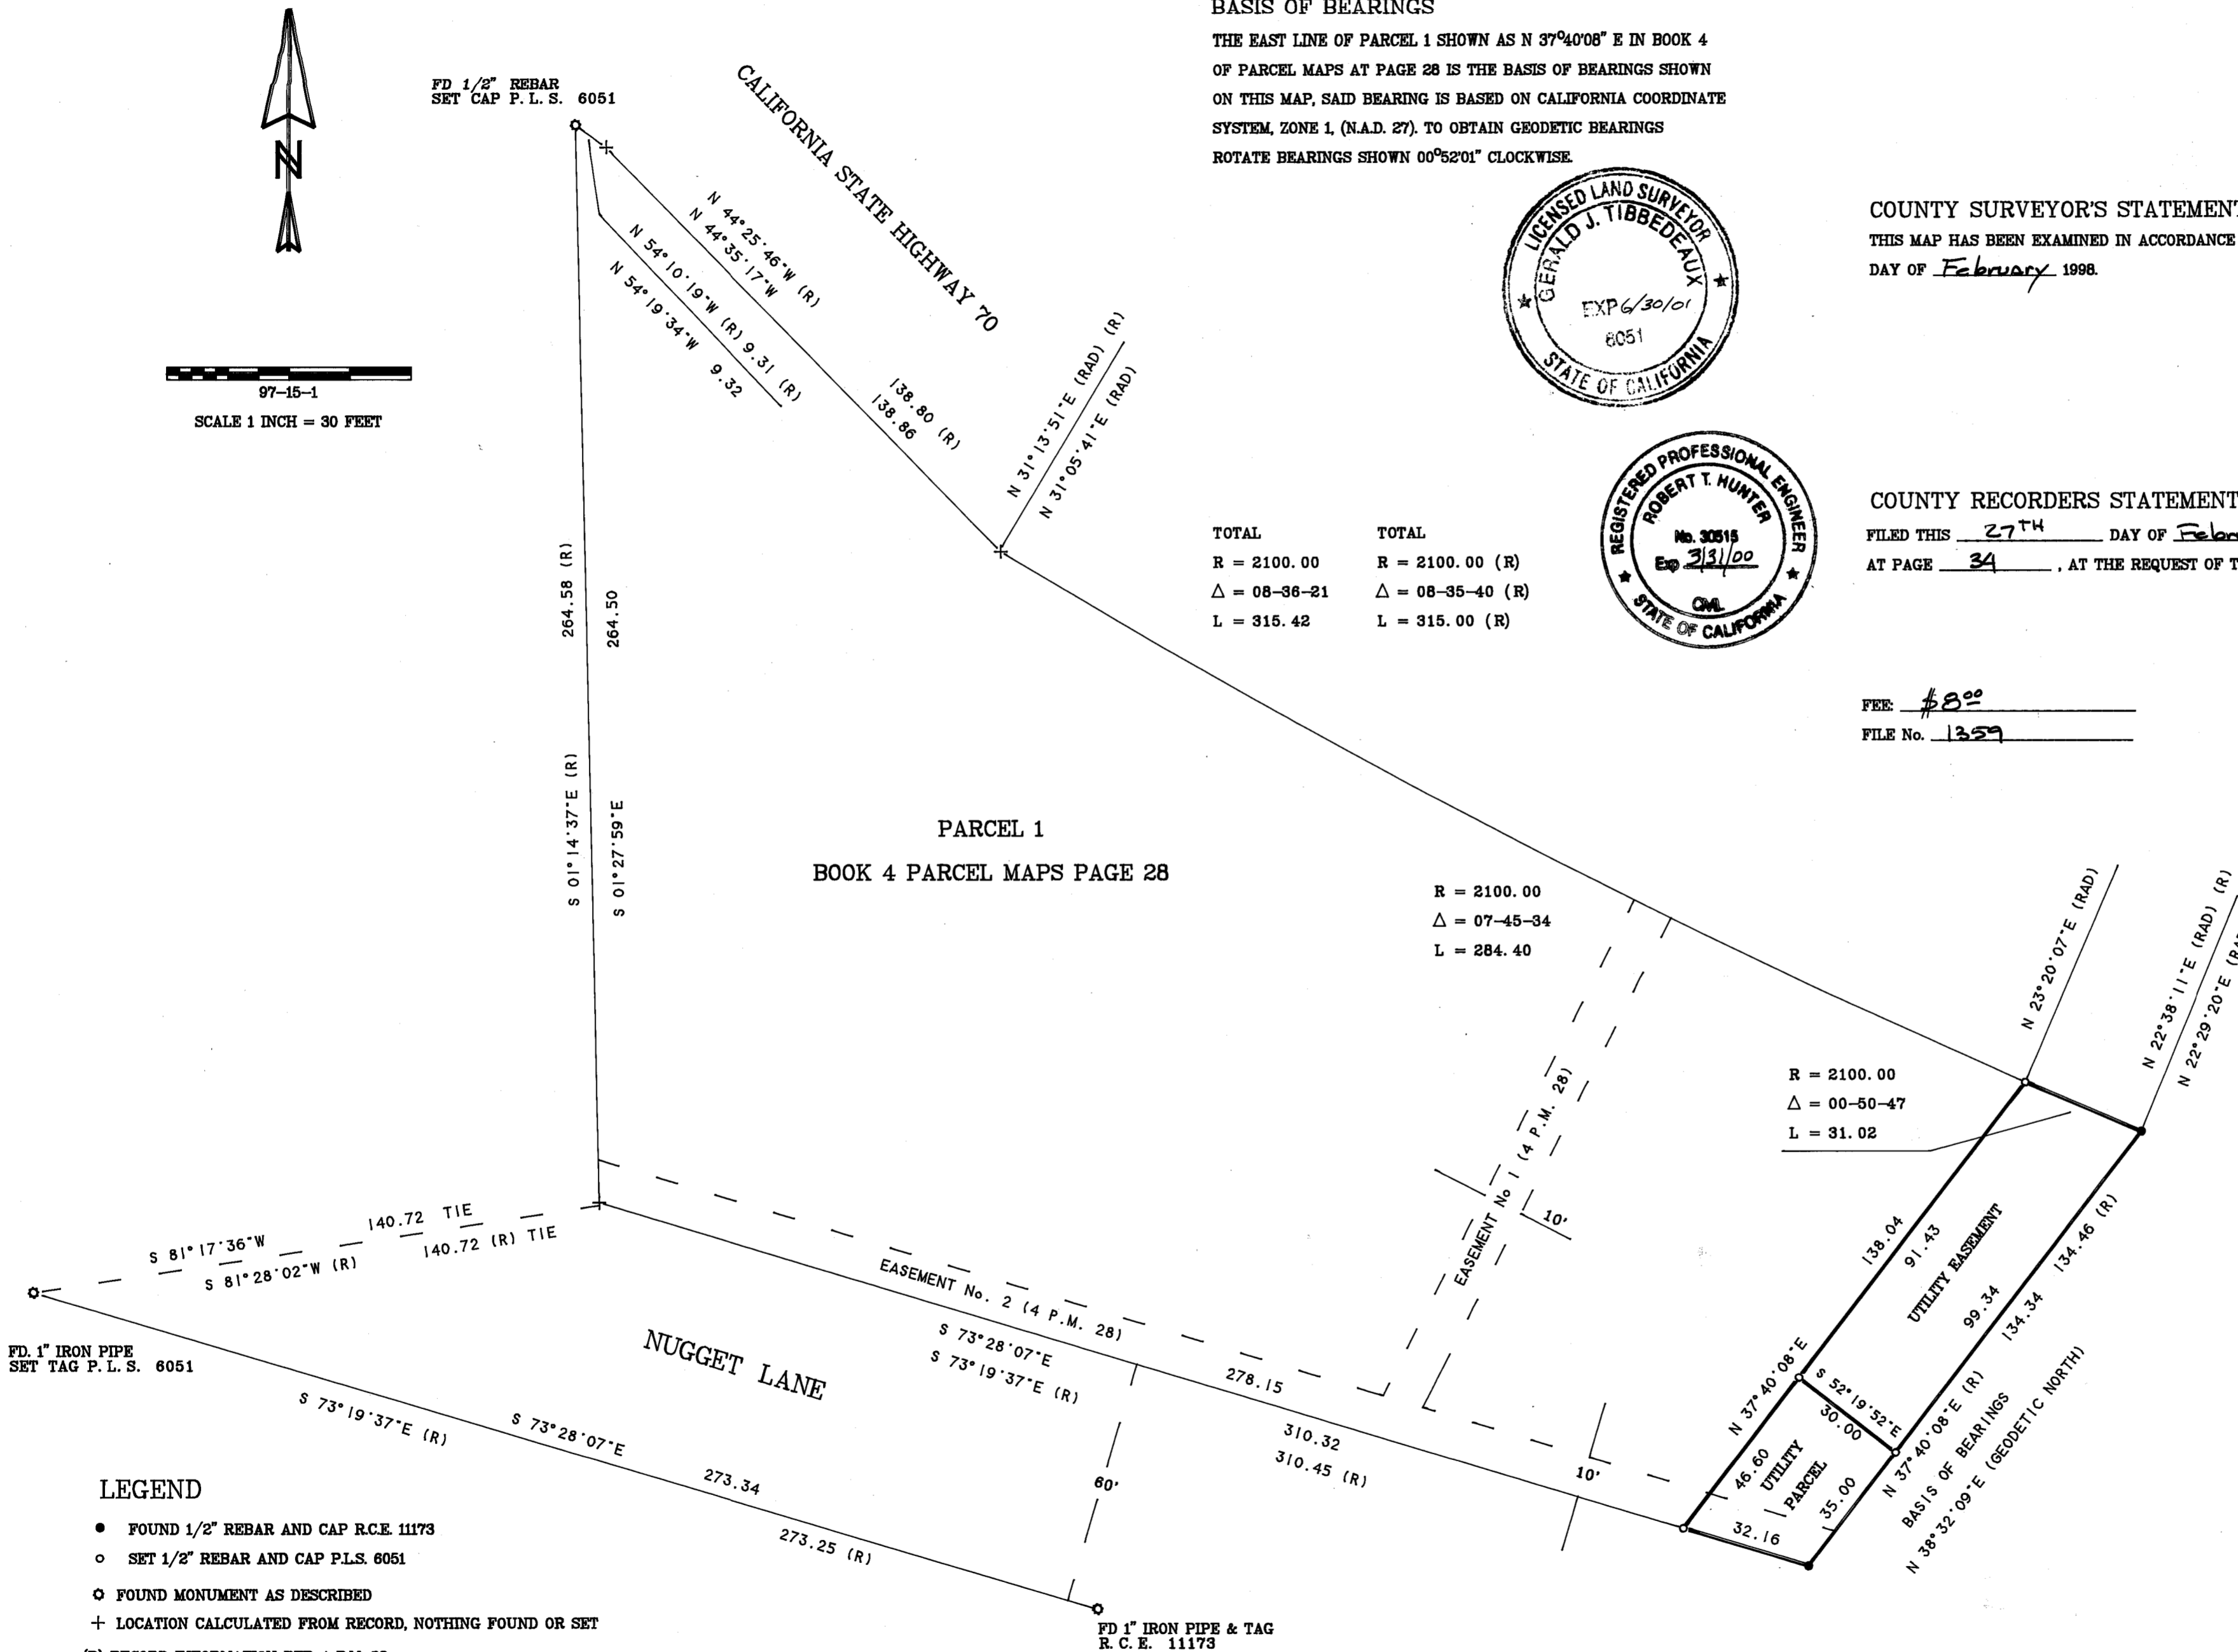 BASIS OF BEARINGS
THE EAST LINE OF PARCEL 1 SHOWN AS N 37°40'08" E IN BOOK 4
OF PARCEL MAPS AT PAGE 28 IS THE BASIS OF BEARINGS SHOWN
ON THIS MAP, SAID BEARING IS BASED ON CALIFORNIA COORDINATE
SYSTEM, ZONE 1, (N.A.D. 27). TO OBTAIN GEODETIC BEARINGS
ROTATE BEARINGS SHOWN 00°52'01" CLOCKWISE.
N
97-15-1
SCALE 1 INCH = 30 FEET
FD 1/2" REBAR
SET CAP P.L.S. 6051
CALIFORNIA STATE HIGHWAY 70
N 44°25'46"W (R)
N 44°35'17"W
N 54°10'19"W (R) 9.31 (R)
N 54°19'34"W 9.32
138.80 (R)
138.86
N 31°13'51"E (RAD) (R)
N 31°05'41"E (RAD)
LICENSED LAND SURVEYOR
GERALD J. TIBBEDEAUX
EXP 6/30/01
6051
STATE OF CALIFORNIA
COUNTY SURVEYOR'S STATEMENT
THIS MAP HAS BEEN EXAMINED IN ACCORDANCE
DAY OF February 1998.
REGISTERED PROFESSIONAL ENGINEER
ROBERT T. HUNTER
No. 30515
Exp 3/31/00
CIVIL
STATE OF CALIFORNIA
COUNTY RECORDERS STATEMENT
FILED THIS 27TH DAY OF Febr
AT PAGE 34 , AT THE REQUEST OF T
FEE: $8.00
FILE No. 1359
TOTAL
R = 2100.00
Δ = 08-36-21
L = 315.42
TOTAL
R = 2100.00 (R)
Δ = 08-35-40 (R)
L = 315.00 (R)
264.58 (R)
264.50
S 01°14'37"E (R)
S 01°27'59"E
PARCEL 1
BOOK 4 PARCEL MAPS PAGE 28
R = 2100.00
Δ = 07-45-34
L = 284.40
N 23°20'07"E (RAD)
N 22°38'11"E (RAD) (R)
N 22°29'20"E (RA
R = 2100.00
Δ = 00-50-47
L = 31.02
EASEMENT No 1 (4 P.M. 28)
10'
138.04
91.43
UTILITY EASEMENT
99.34
134.34
134.46 (R)
N 37°40'08"E
S 52°19'52"E
30.00
46.60
UTILITY
PARCEL
35.00
32.16
N 37°40'08"E (R)
BASIS OF BEARINGS
N 38°32'09"E (GEODETIC NORTH)
S 81°17'36"W
140.72 TIE
S 81°28'02"W (R)
140.72 (R) TIE
EASEMENT No. 2 (4 P.M. 28)
S 73°28'07"E
S 73°19'37"E (R)
278.15
310.32
310.45 (R)
10'
60'
NUGGET LANE
FD. 1" IRON PIPE
SET TAG P.L.S. 6051
S 73°19'37"E (R)
S 73°28'07"E
273.34
273.25 (R)
FD 1" IRON PIPE & TAG
R.C.E. 11173
LEGEND
● FOUND 1/2" REBAR AND CAP R.C.E. 11173
○ SET 1/2" REBAR AND CAP P.L.S. 6051
FOUND MONUMENT AS DESCRIBED
+ LOCATION CALCULATED FROM RECORD, NOTHING FOUND OR SET